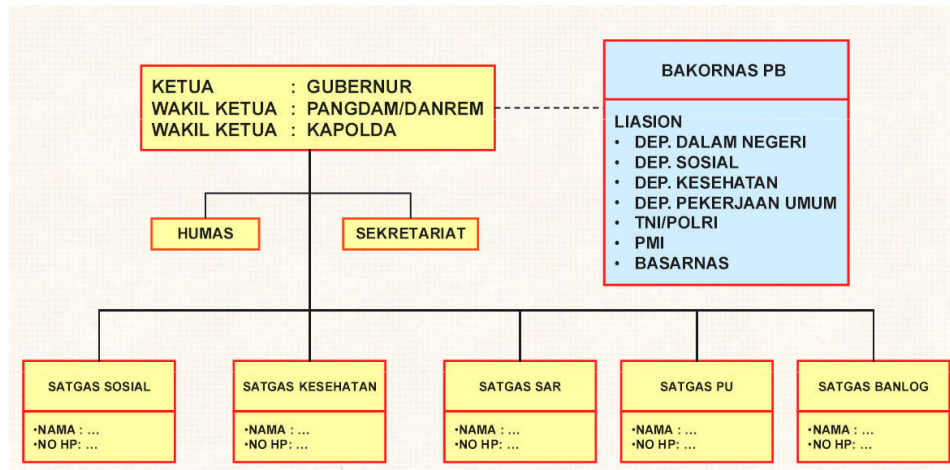 KETUA : GUBERNUR
WAKIL KETUA : PANGDAM/DANREM
WAKIL KETUA : KAPOLDA
BAKORNAS PB
LIASION
• DEP. DALAM NEGERI
• DEP. SOSIAL
• DEP. KESEHATAN
• DEP. PEKERJAAN UMUM
• TNI/POLRI
• PMI
• BASARNAS
HUMAS
SEKRETARIAT
SATGAS SOSIAL
•NAMA : ...
•NO HP: ...
SATGAS KESEHATAN
•NAMA : ...
•NO HP: ...
SATGAS SAR
•NAMA : ...
•NO HP: ...
SATGAS PU
•NAMA : ...
•NO HP: ...
SATGAS BANLOG
•NAMA : ...
•NO HP: ...